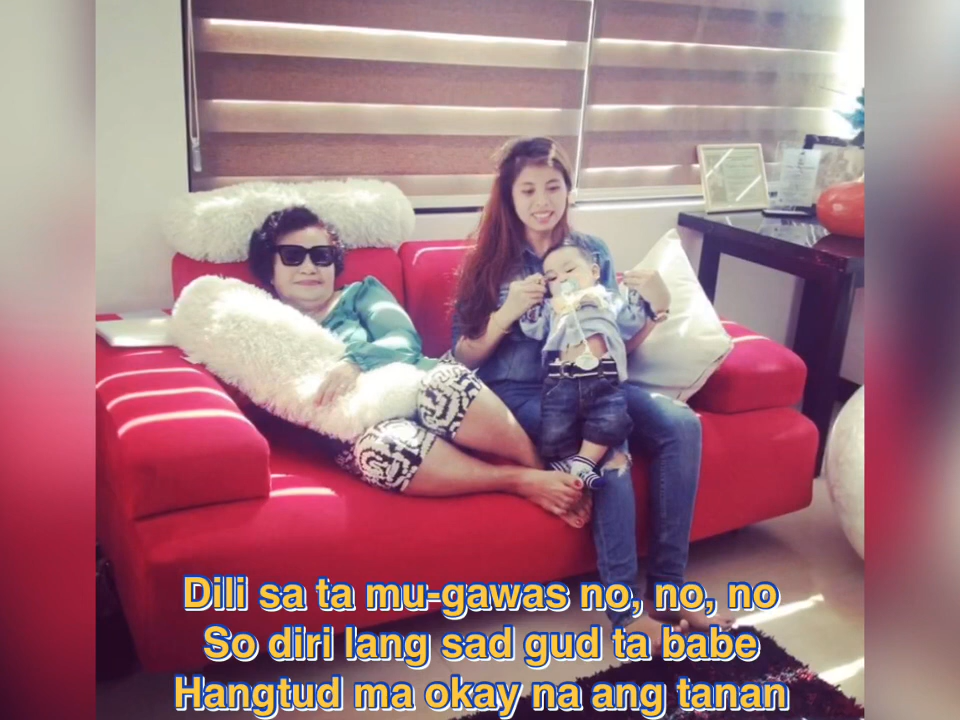 Dili sa ta mu-gawas no, no, no
So diri lang sad gud ta babe
Hangtud ma okay na ang tanan